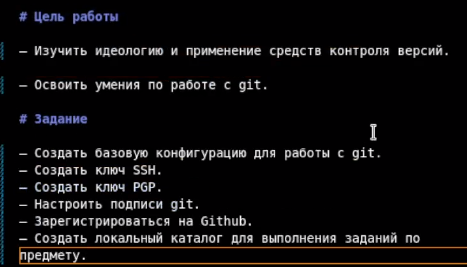 # Цель работы
— Изучить идеологию и применение средств контроля версий.
— Освоить умения по работе с git.
# Задание
— Создать базовую конфигурацию для работы с git.
— Создать ключ SSH.
— Создать ключ PGP.
— Настроить подписи git.
— Зарегистрироваться на Github.
— Создать локальный каталог для выполнения заданий по
предмету.